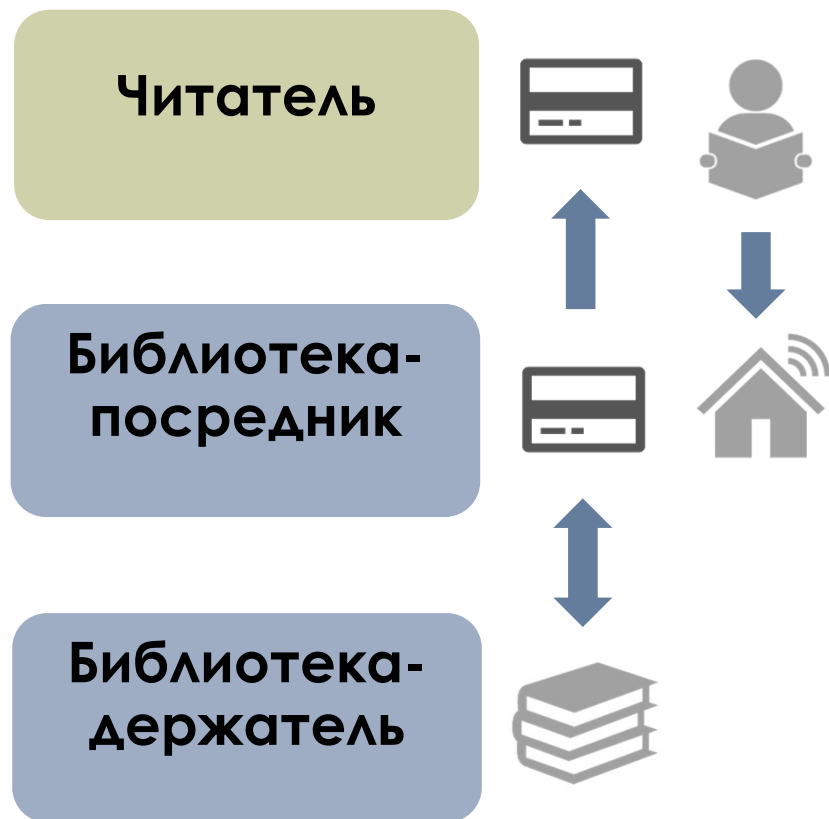 Читатель
Библиотека-
посредник
Библиотека-
держатель